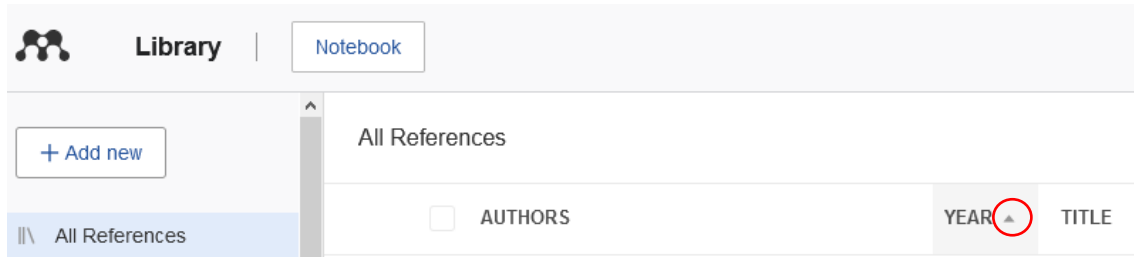 Library
Notebook
+ Add new
All References
All References
AUTHORS YEAR TITLE